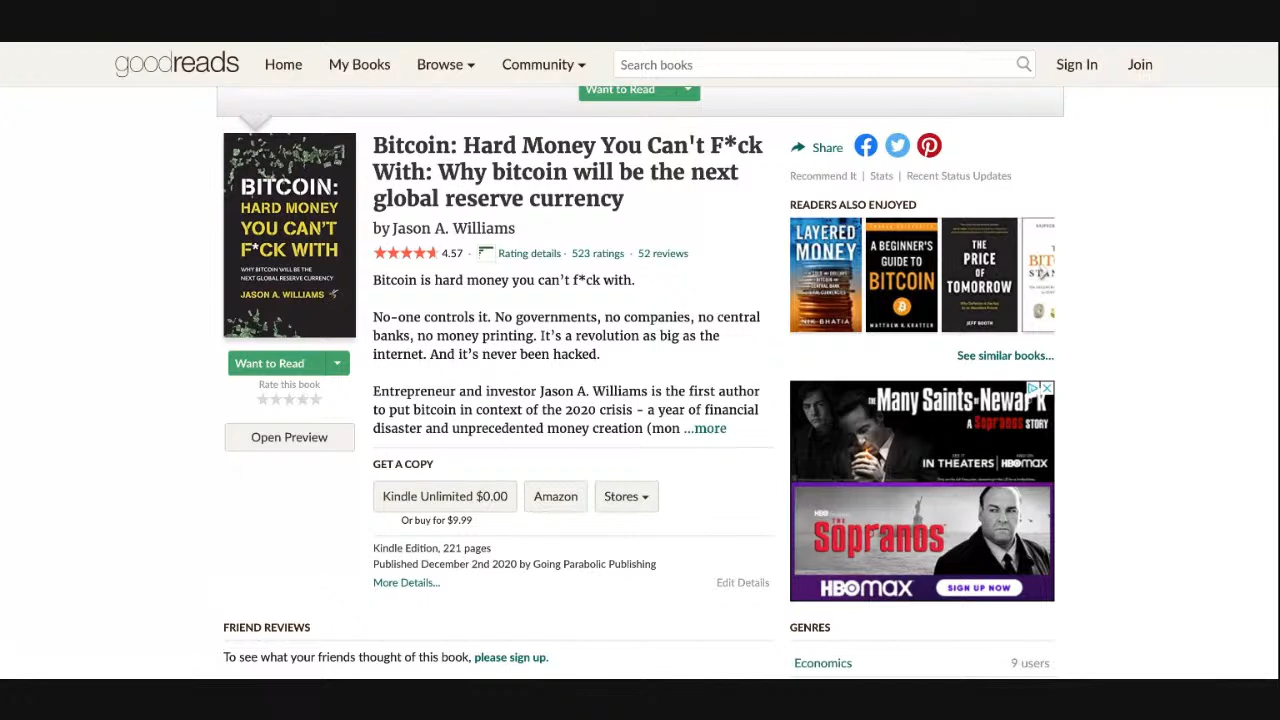 goodreads
Home
My Books
Browse
Community
Search books
Sign In
Join
Want to Read
BITCOIN:
HARD MONEY
YOU CAN'T
F*CK WITH
WHY BITCOIN WILL BE THE
NEXT GLOBAL RESERVE CURRENCY
JASON A. WILLIAMS
Want to Read
Rate this book
Open Preview
Bitcoin: Hard Money You Can't F*ck
With: Why bitcoin will be the next
global reserve currency
by Jason A. Williams
4.57 · Rating details · 523 ratings · 52 reviews
Bitcoin is hard money you can’t f*ck with.
No-one controls it. No governments, no companies, no central
banks, no money printing. It’s a revolution as big as the
internet. And it’s never been hacked.
Entrepreneur and investor Jason A. Williams is the first author
to put bitcoin in context of the 2020 crisis - a year of financial
disaster and unprecedented money creation (mon ...more
GET A COPY
Kindle Unlimited $0.00
Amazon
Stores
Or buy for $9.99
Kindle Edition, 221 pages
Published December 2nd 2020 by Going Parabolic Publishing
More Details...
Edit Details
FRIEND REVIEWS
To see what your friends thought of this book, please sign up.
Share
Recommend It | Stats | Recent Status Updates
READERS ALSO ENJOYED
LAYERED
MONEY
NIK BHATIA
A BEGINNER'S
GUIDE TO
BITCOIN
MATTHEW R. KRATTER
THE
PRICE
OF
TOMORROW
JEFF BOOTH
BIT
STAN
See similar books...
THE Many Saints OF Newark
A Sopranos STORY
IN THEATERS | HBOMAX
HBO
THE
Sopranos
HBOMAX
SIGN UP NOW
GENRES
Economics
9 users